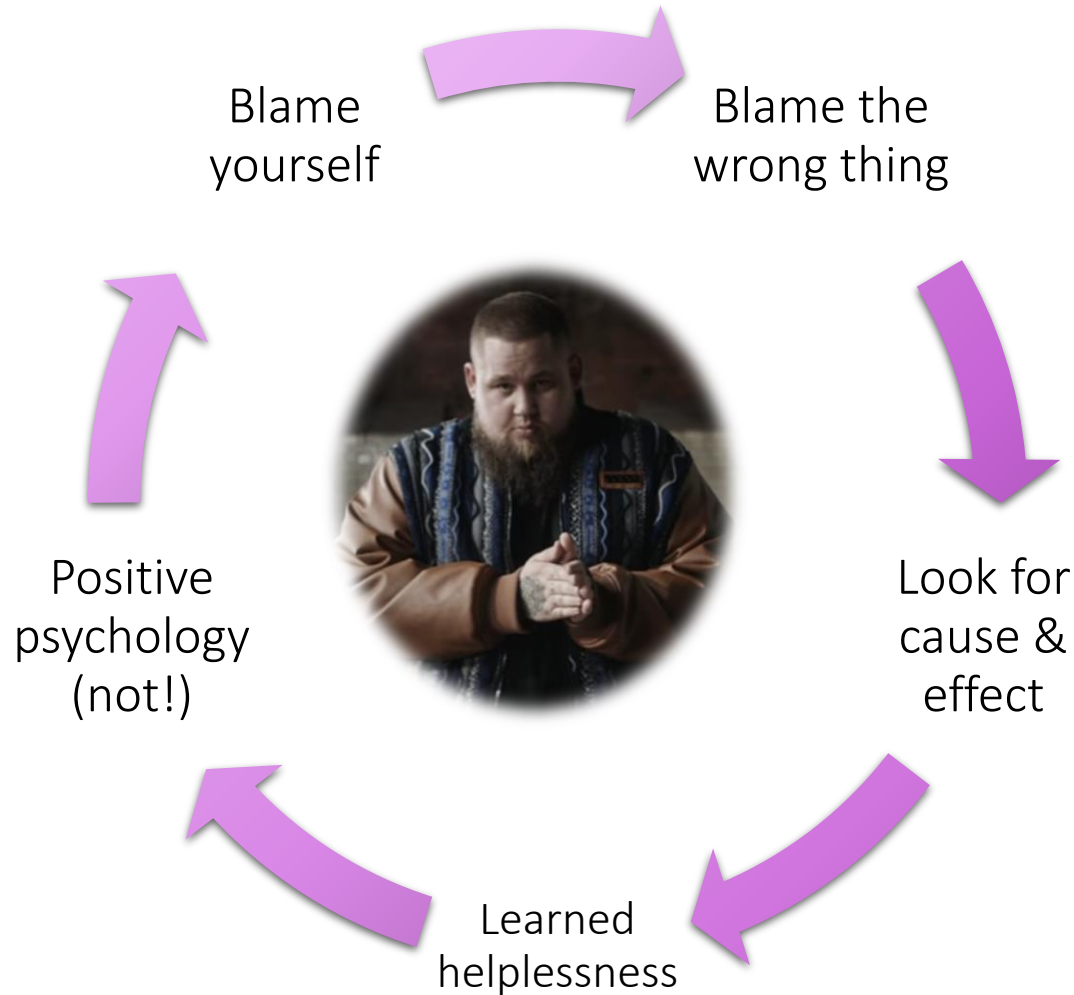 Blame
yourself
Blame the
wrong thing
Look for
cause &
effect
Learned
helplessness
Positive
psychology
(not!)